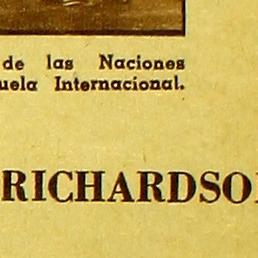 de las Naciones
uela Internacional.
RICHARDSO